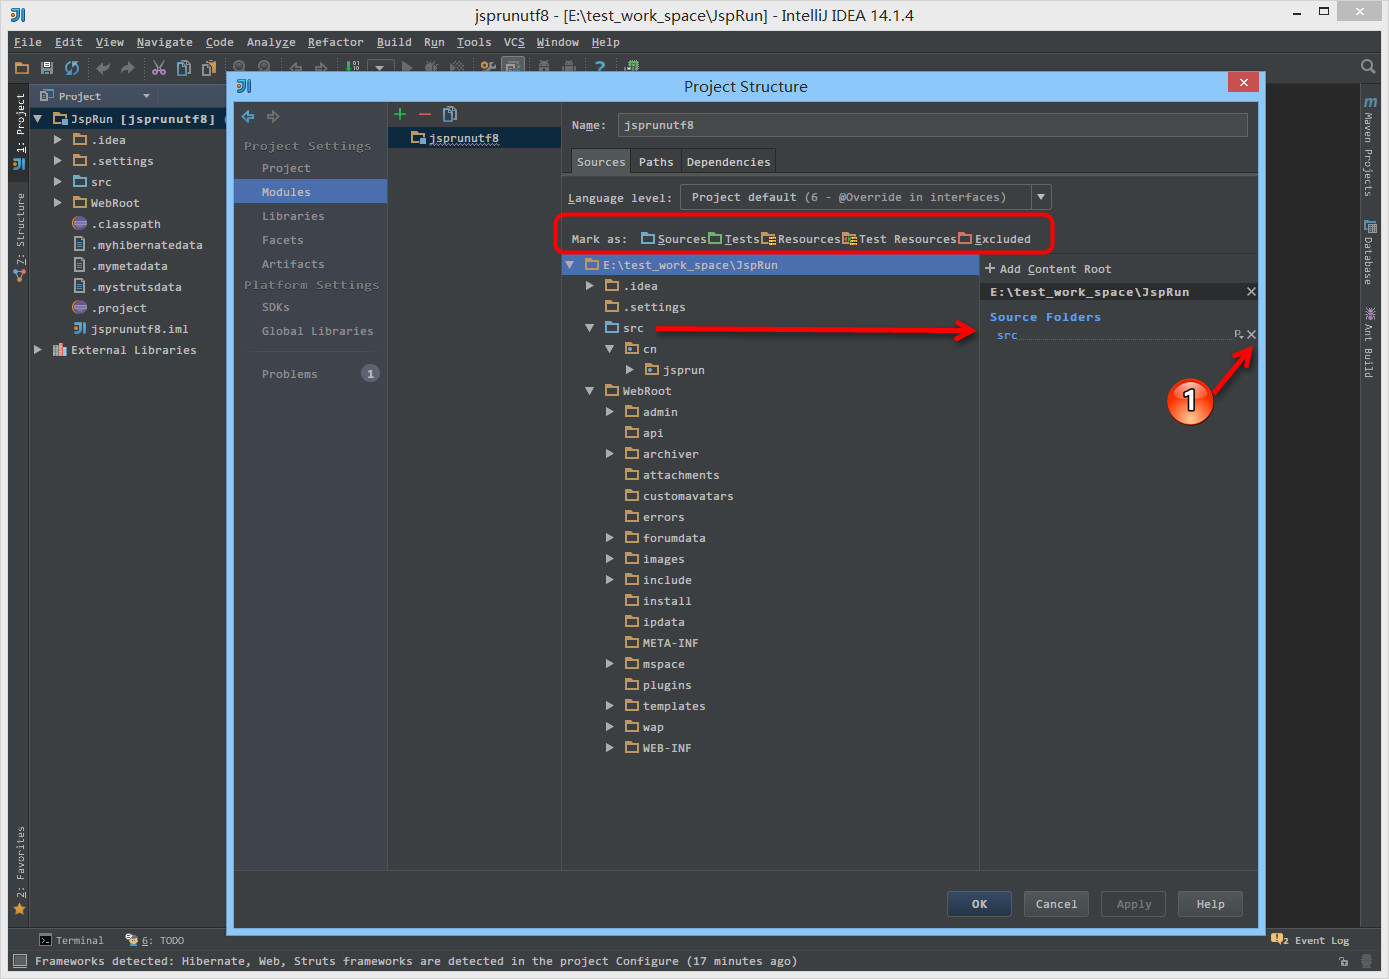 jsprunutf8 - [E:\test_work_space\JspRun] - IntelliJ IDEA 14.1.4
File Edit View Navigate Code Analyze Refactor Build Run Tools VCS Window Help
Project
JspRun [jsprunutf8]
.idea
.settings
src
WebRoot
.classpath
.myhibernatedata
.mymetadata
.mystrutsdata
.project
jsprunutf8.iml
External Libraries
1: Project
7: Structure
2: Favorites
Project Structure
Project Settings
Project
Modules
Libraries
Facets
Artifacts
Platform Settings
SDKs
Global Libraries
Problems 1
jsprunutf8
Name: jsprunutf8
Sources Paths Dependencies
Language level: Project default (6 - @Override in interfaces)
Mark as: Sources Tests Resources Test Resources Excluded
E:\test_work_space\JspRun
.idea
.settings
src
cn
jsprun
WebRoot
admin
api
archiver
attachments
customavatars
errors
forumdata
images
include
install
ipdata
META-INF
mspace
plugins
templates
wap
WEB-INF
+ Add Content Root
E:\test_work_space\JspRun
Source Folders
src
1
OK Cancel Apply Help
m
Maven Projects
Database
Ant Build
Terminal 6: TODO 2 Event Log
Frameworks detected: Hibernate, Web, Struts frameworks are detected in the project Configure (17 minutes ago)